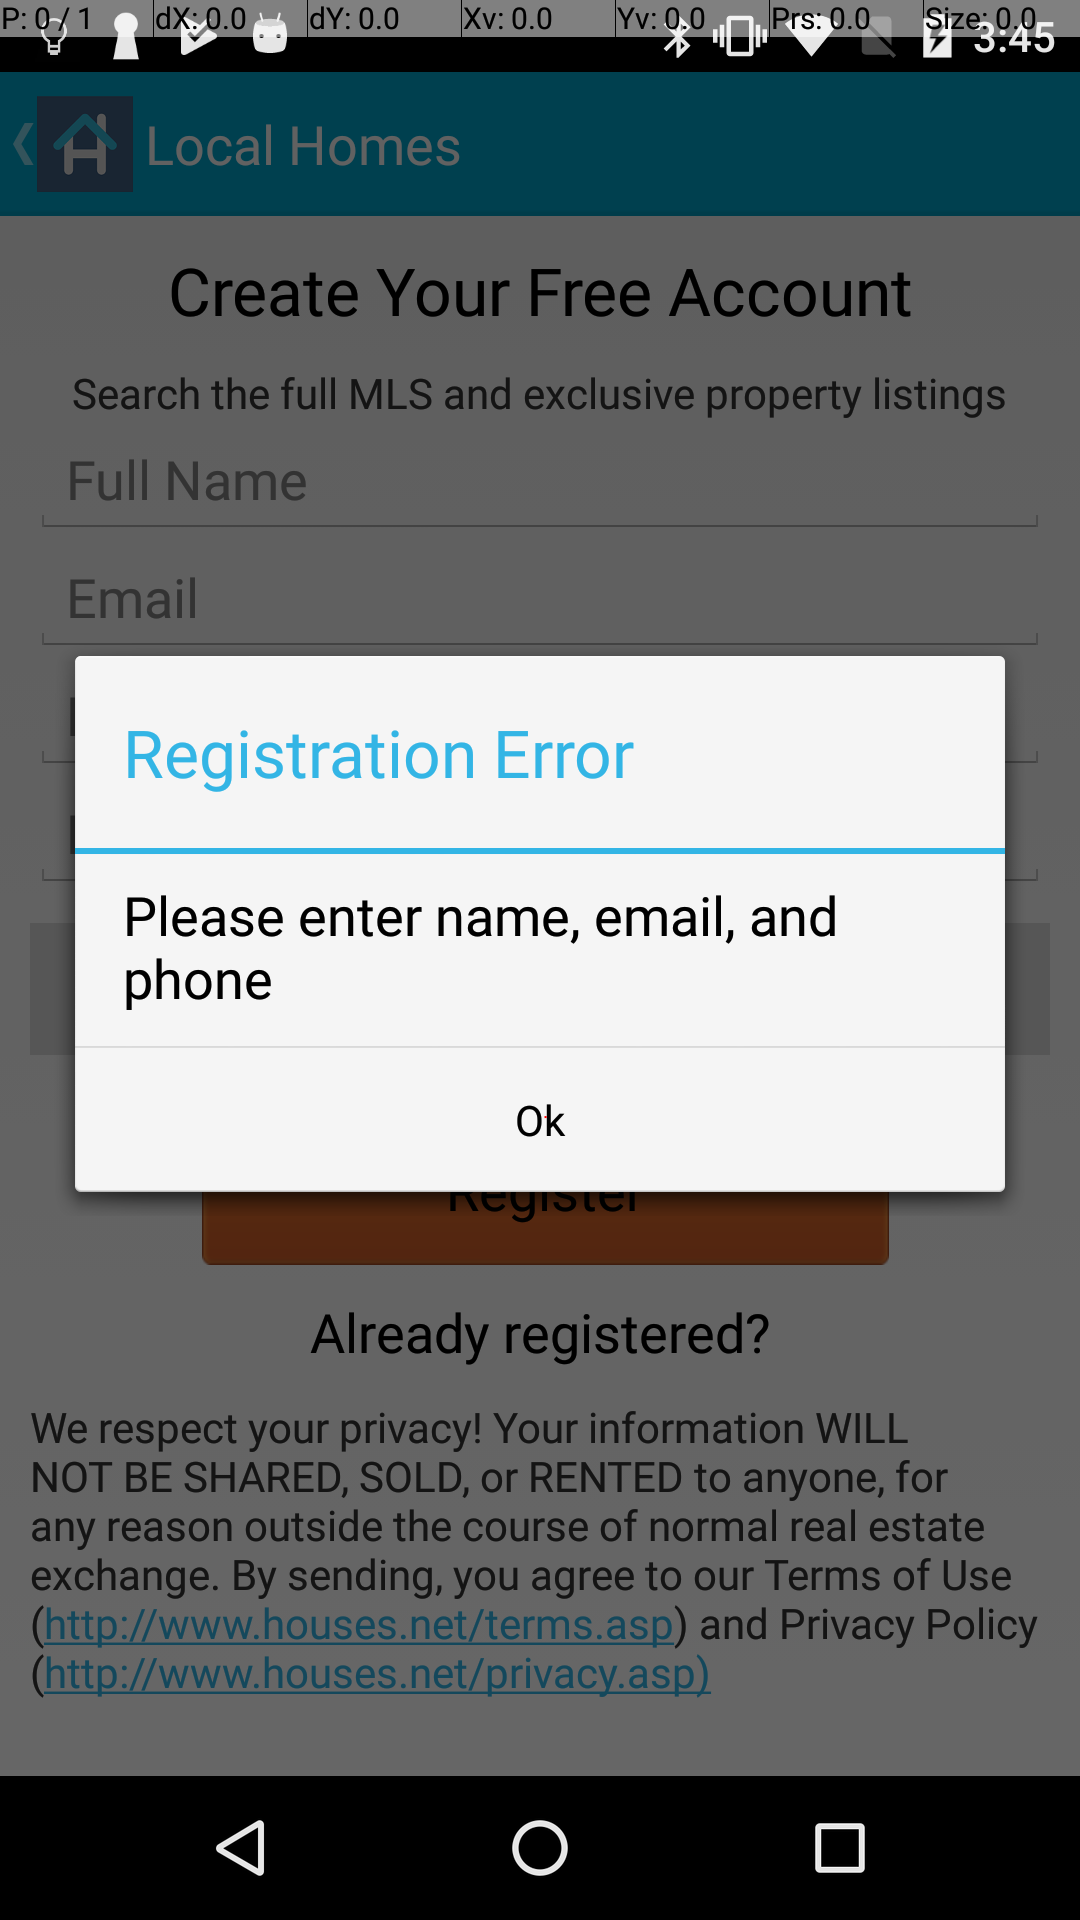 P: 0 / 1 dX: 0.0 dY: 0.0 Xv: 0.0 Yv: 0.0 Prs: 0.0 Size: 0.0
3:45
Local Homes
Create Your Free Account
Search the full MLS and exclusive property listings
Full Name
Email
Registration Error
Please enter name, email, and
phone
Ok
Register
Already registered?
We respect your privacy! Your information WILL
NOT BE SHARED, SOLD, or RENTED to anyone, for
any reason outside the course of normal real estate
exchange. By sending, you agree to our Terms of Use
(http://www.houses.net/terms.asp) and Privacy Policy
(http://www.houses.net/privacy.asp)